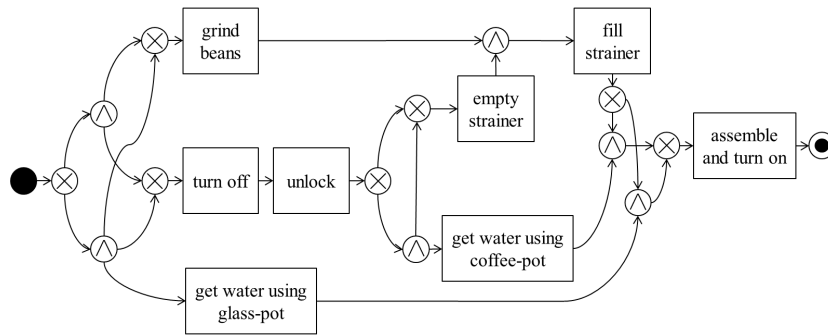 grind
beans
fill
strainer
empty
strainer
assemble
and turn on
turn off
unlock
get water using
coffee-pot
get water using
glass-pot